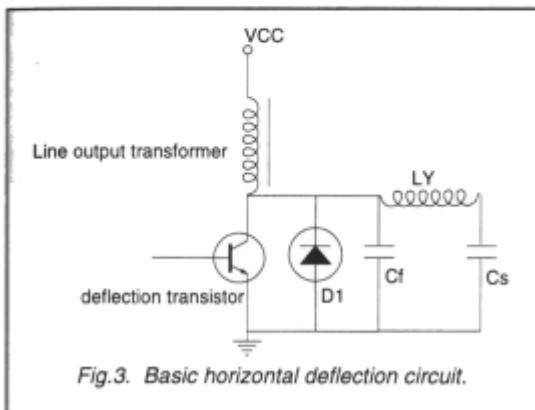 VCC
Line output transformer
LY
deflection transistor
D1
Cf
Cs
Fig.3. Basic horizontal deflection circuit.